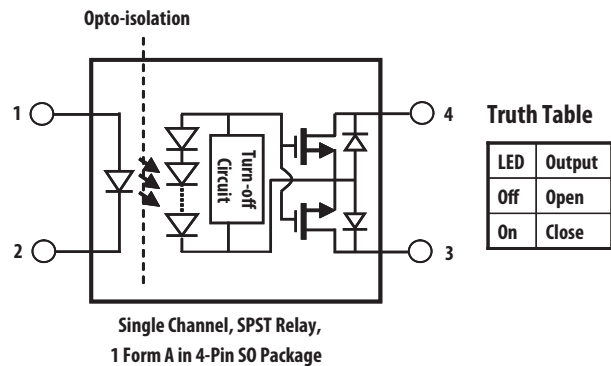 Opto-isolation
1
2
4
3
Turn-off
Circuit
Truth Table
LED Output
Off Open
On Close
Single Channel, SPST Relay,
1 Form A in 4-Pin SO Package